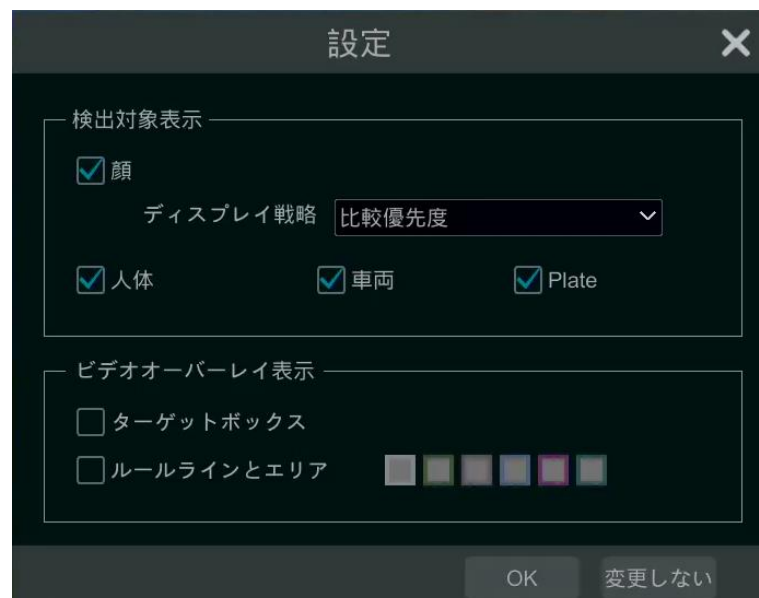 設定
検出対象表示
顔
ディスプレイ戦略 比較優先度
人体 車両 Plate
ビデオオーバーレイ表示
ターゲットボックス
ルールラインとエリア
OK 変更しない